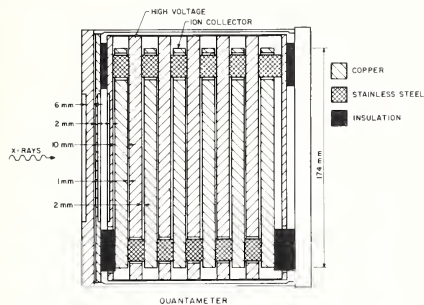 HIGH VOLTAGE
ION COLLECTOR
COPPER
STAINLESS STEEL
INSULATION
6 mm
2 mm
10 mm
1 mm
2 mm
X-RAYS
174 mm
QUANTAMETER